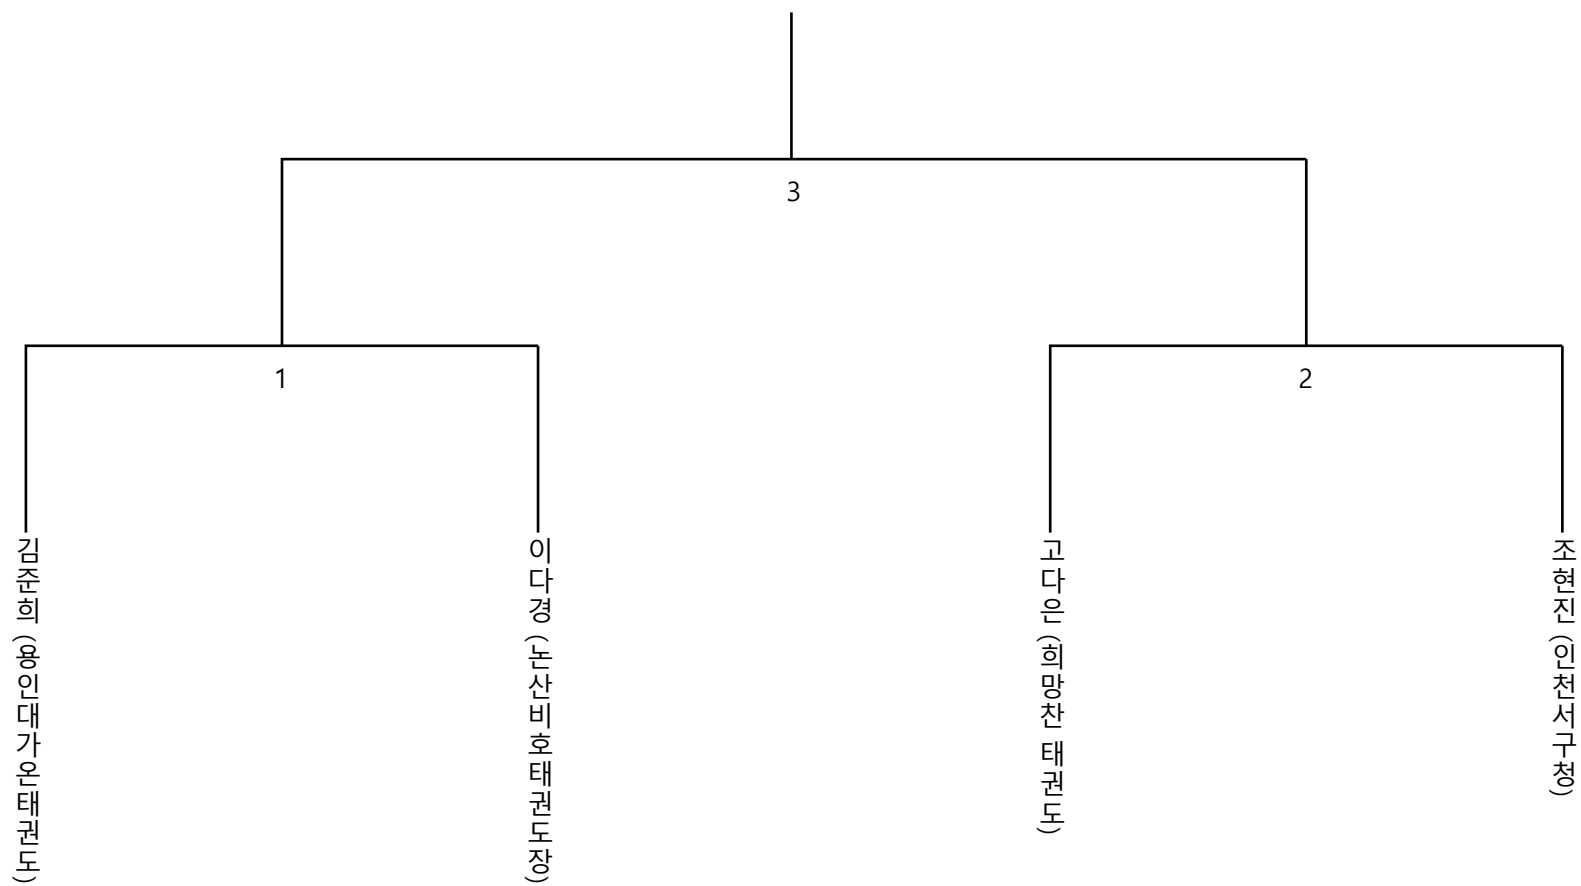 3
1
2
김준희 (용인대가온태권도)
이다경 (논산비호태권도장)
고다은 (희망찬 태권도)
조현진 (인천서구청)